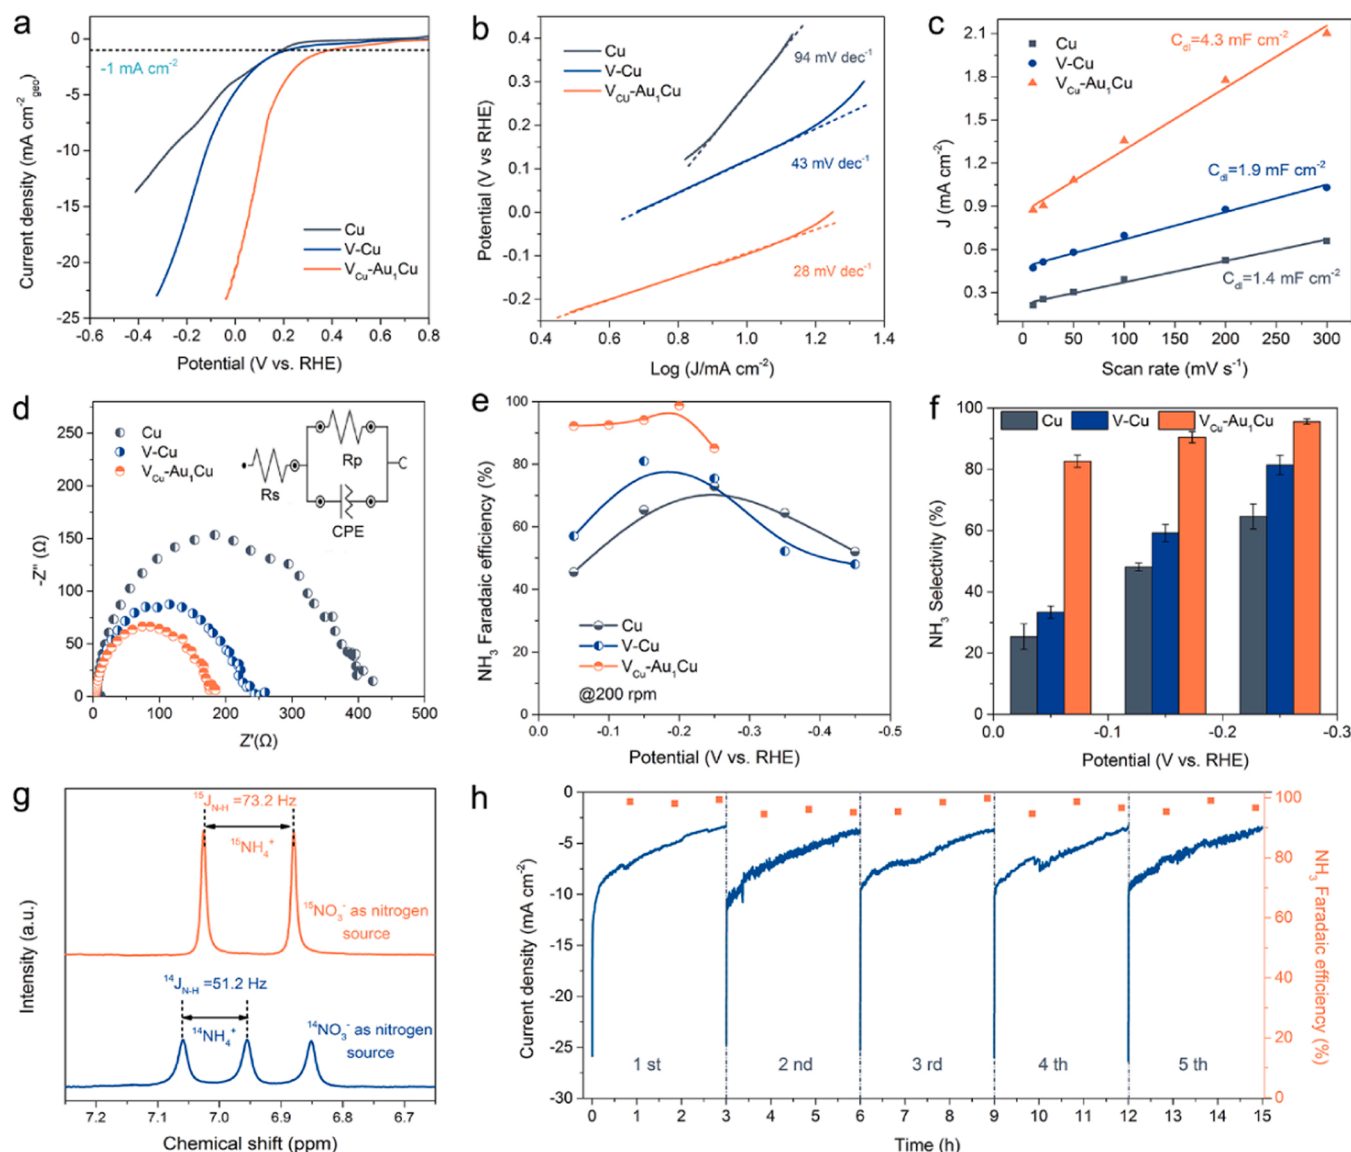 a
0
-5
-10
-15
-20
-25
-1 mA cm⁻²
Cu
V-Cu
V_Cu-Au₁Cu
-0.6 -0.4 -0.2 0.0 0.2 0.4 0.6 0.8
Current density (mA cm⁻²_geo)
Potential (V vs. RHE)
b
0.4
0.3
0.2
0.1
0.0
-0.1
-0.2
Cu
V-Cu
V_Cu-Au₁Cu
94 mV dec⁻¹
43 mV dec⁻¹
28 mV dec⁻¹
0.4 0.6 0.8 1.0 1.2 1.4
Potential (V vs RHE)
Log (J/mA cm⁻²)
c
2.1
1.8
1.5
1.2
0.9
0.6
0.3
Cu
V-Cu
V_Cu-Au₁Cu
C_dl=4.3 mF cm⁻²
C_dl=1.9 mF cm⁻²
C_dl=1.4 mF cm⁻²
0 50 100 150 200 250 300
J (mA cm⁻²)
Scan rate (mV s⁻¹)
d
250
200
150
100
50
0
Cu
V-Cu
V_Cu-Au₁Cu
Rs
Rp
CPE
0 100 200 300 400 500
-Z'' (Ω)
Z'(Ω)
e
100
80
60
40
20
0
Cu
V-Cu
V_Cu-Au₁Cu
@200 rpm
0.0 -0.1 -0.2 -0.3 -0.4 -0.5
NH₃ Faradaic efficiency (%)
Potential (V vs. RHE)
f
100
80
60
40
20
0
Cu V-Cu V_Cu-Au₁Cu
0.0 -0.1 -0.2 -0.3
NH₃ Selectivity (%)
Potential (V vs. RHE)
g
¹⁵J_N-H =73.2 Hz
¹⁵NH₄⁺
¹⁵NO₃⁻ as nitrogen
source
¹⁴J_N-H =51.2 Hz
¹⁴NH₄⁺
¹⁴NO₃⁻ as nitrogen
source
7.2 7.1 7.0 6.9 6.8 6.7
Intensity (a.u.)
Chemical shift (ppm)
h
0
-5
-10
-15
-20
-25
-30
1 st 2 nd 3 rd 4 th 5 th
100
80
60
40
20
0
0 1 2 3 4 5 6 7 8 9 10 11 12 13 14 15
Current density (mA cm⁻²)
NH₃ Faradaic efficiency (%)
Time (h)